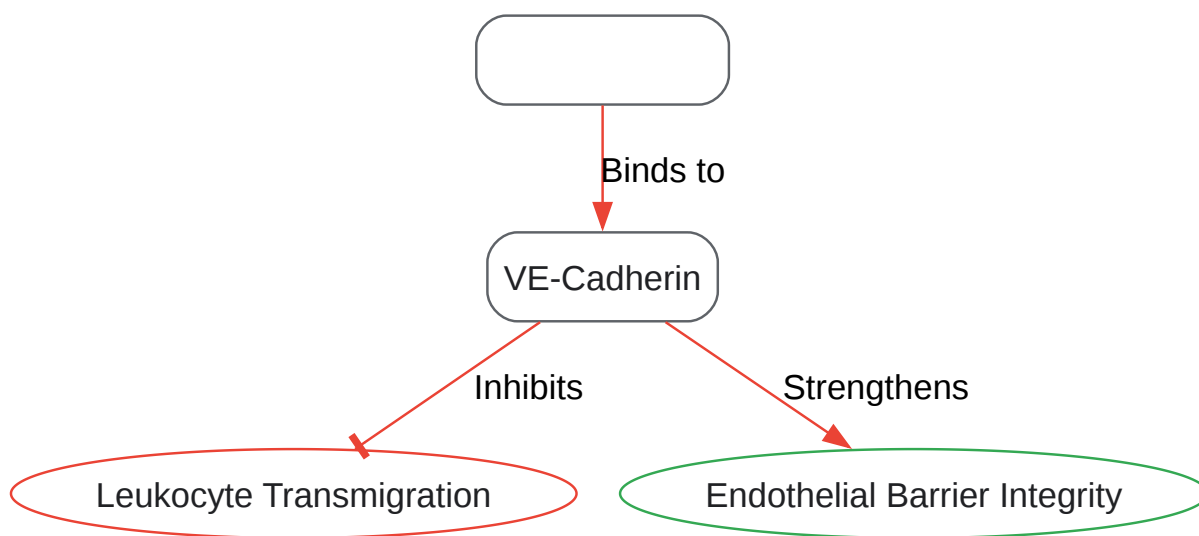 Binds to
VE-Cadherin
Inhibits
Strengthens
Leukocyte Transmigration
Endothelial Barrier Integrity